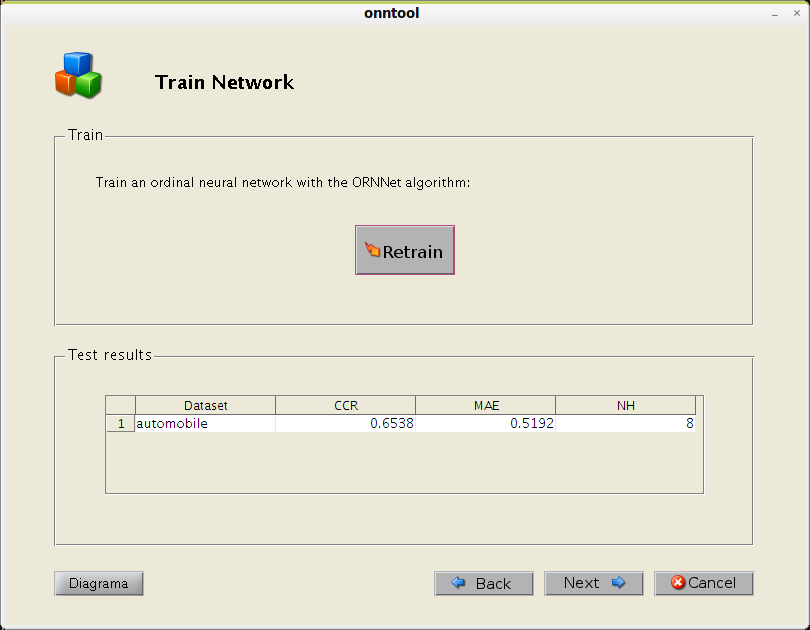 onntool
Train Network
Train
Train an ordinal neural network with the ORNNet algorithm:
Retrain
Test results
Dataset CCR MAE NH
1 automobile 0.6538 0.5192 8
Diagrama Back Next Cancel